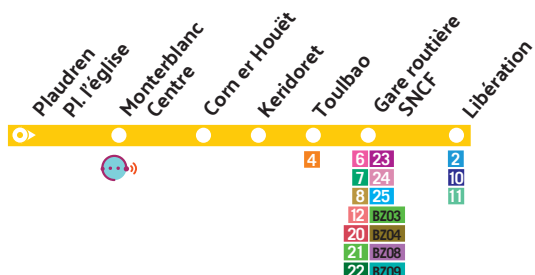 Plaudren
Pl. l'église
Monterblanc
Centre
Corn er Houët
Keridoret
Toulbao
Gare routière
SNCF
Libération
4
6 23
7 24
8 25
12 BZ03
20 BZ04
21 BZ08
22 BZ09
2
10
11